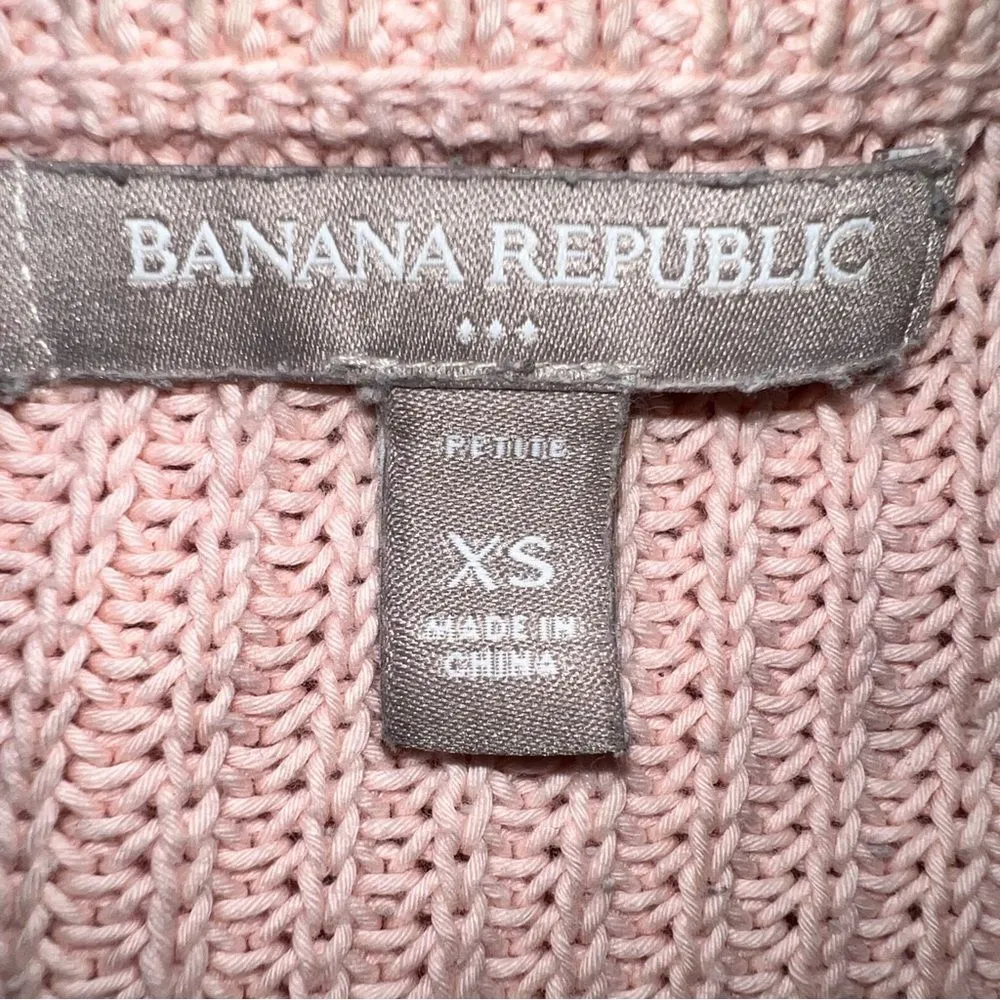 BANANA REPUBLIC
PETITE
XS
MADE IN
CHINA